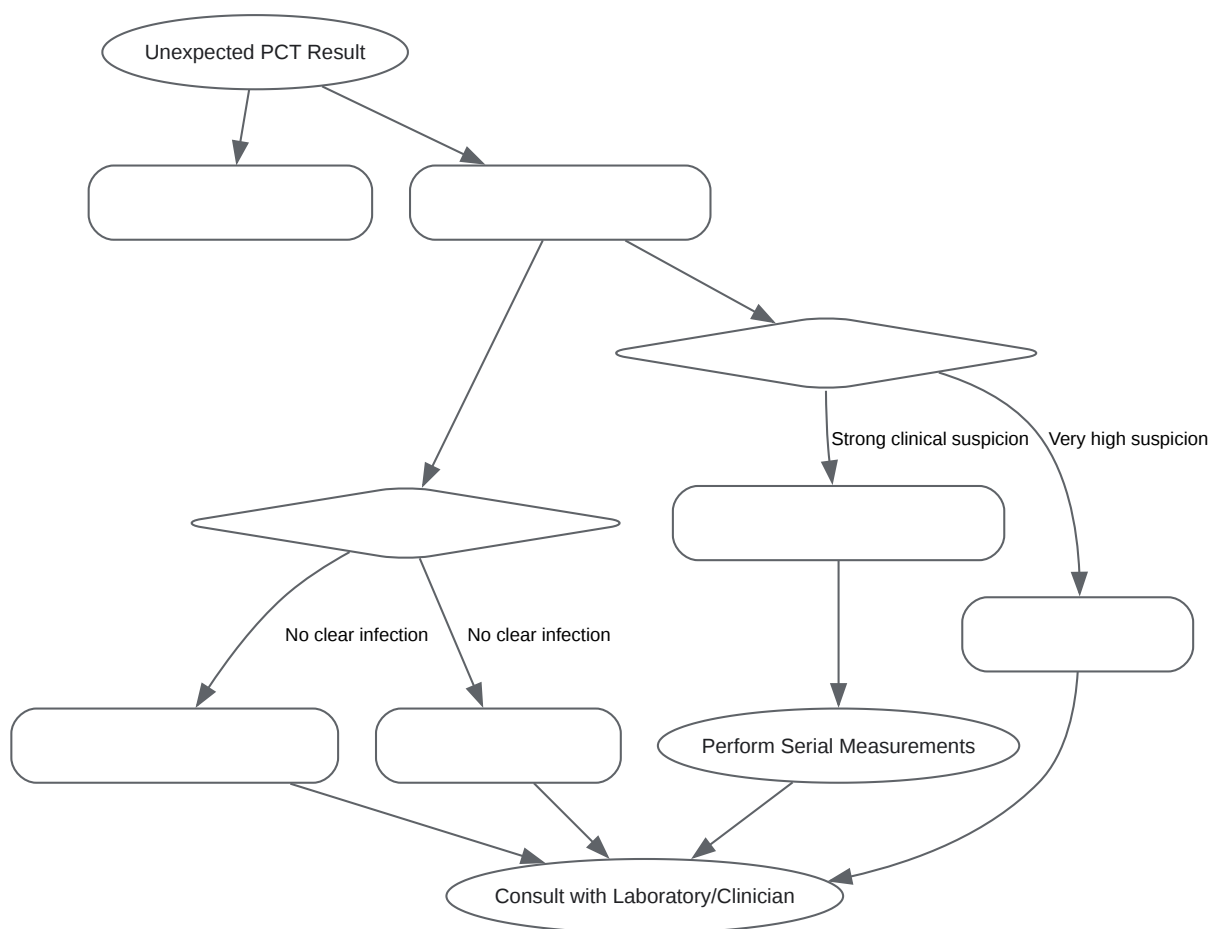 Unexpected PCT Result
Strong clinical suspicion
Very high suspicion
No clear infection
No clear infection
Perform Serial Measurements
Consult with Laboratory/Clinician